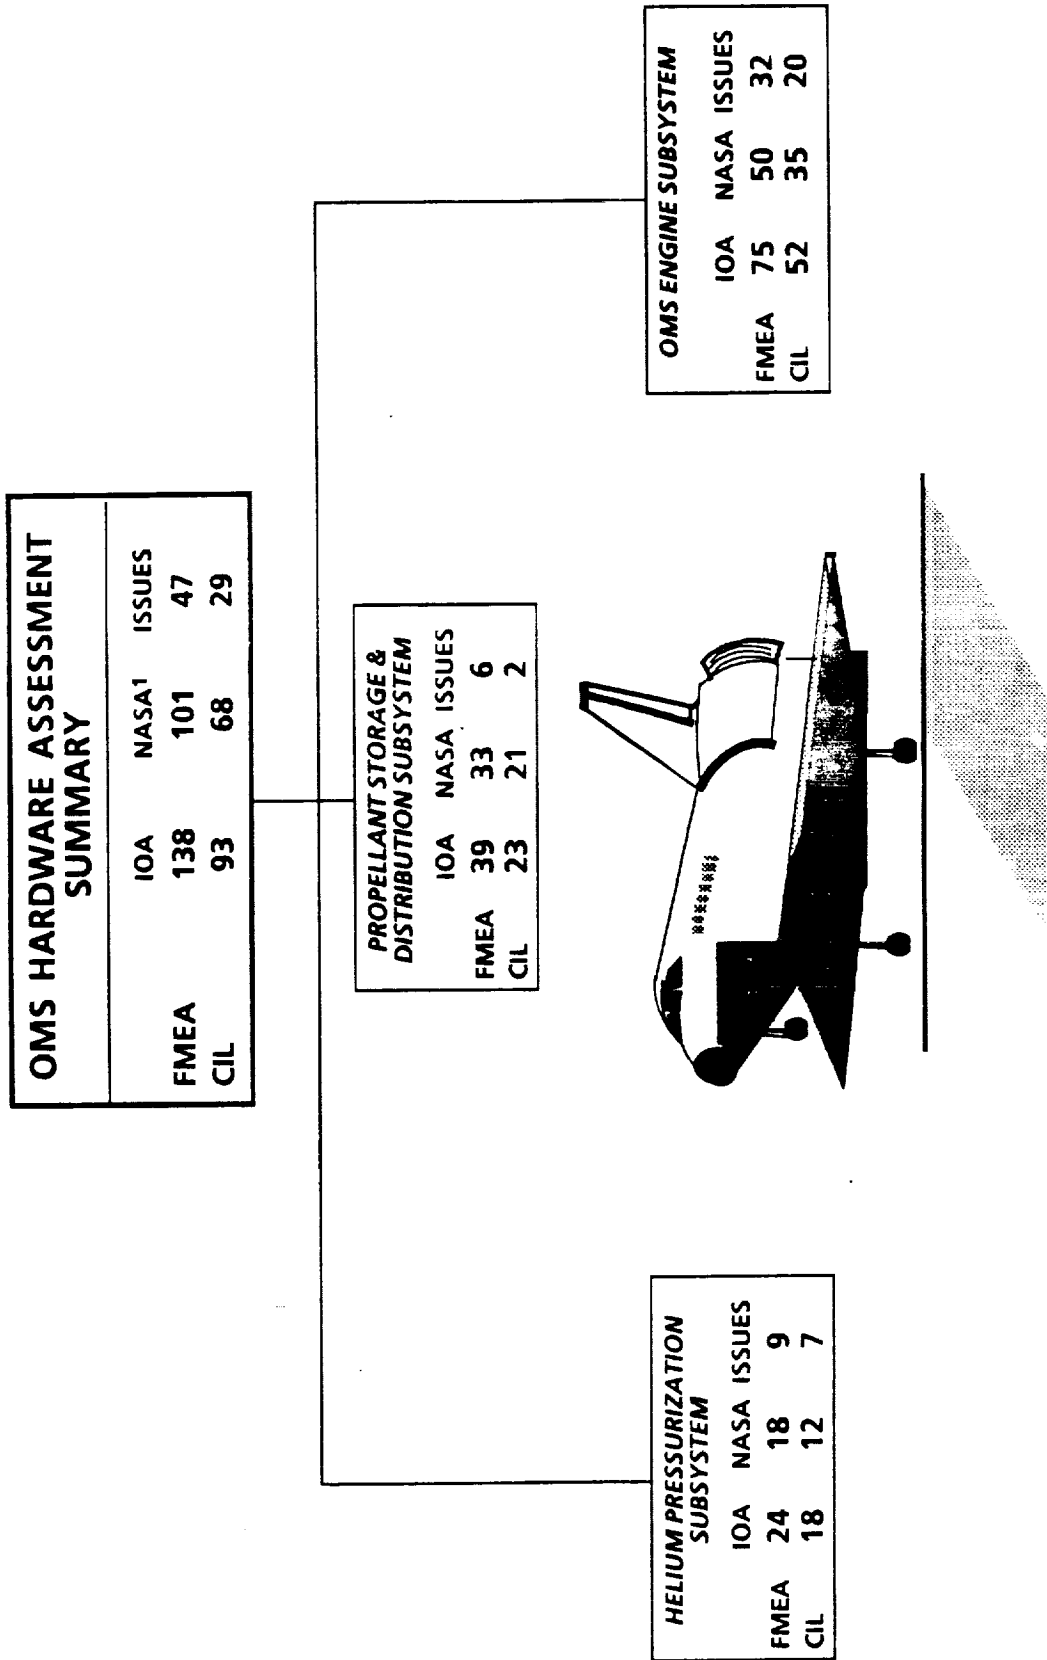 OMS HARDWARE ASSESSMENT
SUMMARY
IOA NASA¹ ISSUES
FMEA 138 101 47
CIL 93 68 29
HELIUM PRESSURIZATION
SUBSYSTEM
IOA NASA ISSUES
FMEA 24 18 9
CIL 18 12 7
PROPELLANT STORAGE &
DISTRIBUTION SUBSYSTEM
IOA NASA ISSUES
FMEA 39 33 6
CIL 23 21 2
OMS ENGINE SUBSYSTEM
IOA NASA ISSUES
FMEA 75 50 32
CIL 52 35 20